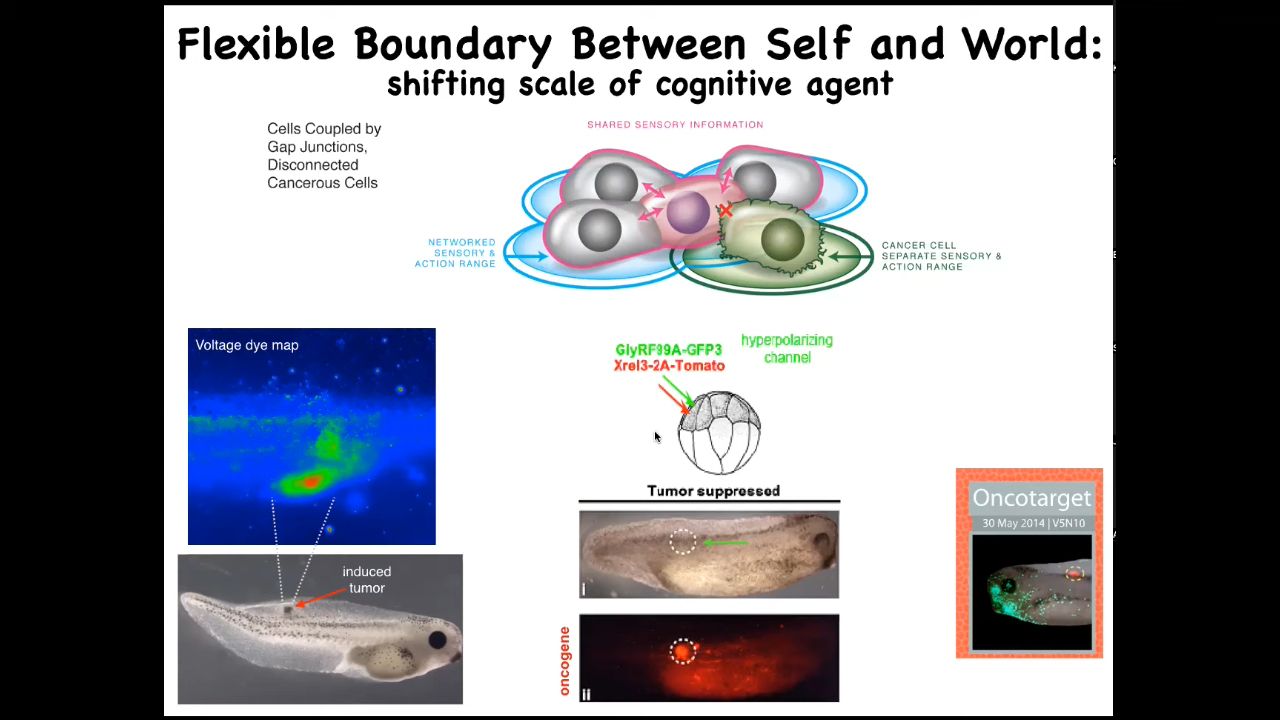 Flexible Boundary Between Self and World:
shifting scale of cognitive agent
Cells Coupled by
Gap Junctions,
Disconnected
Cancerous Cells
SHARED SENSORY INFORMATION
NETWORKED
SENSORY &
ACTION RANGE
CANCER CELL
SEPARATE SENSORY &
ACTION RANGE
Voltage dye map
induced
tumor
GlyRF99A-GFP3
Xrel3-2A-Tomato
hyperpolarizing
channel
Tumor suppressed
i
oncogene
ii
Oncotarget
30 May 2014 | V5N10